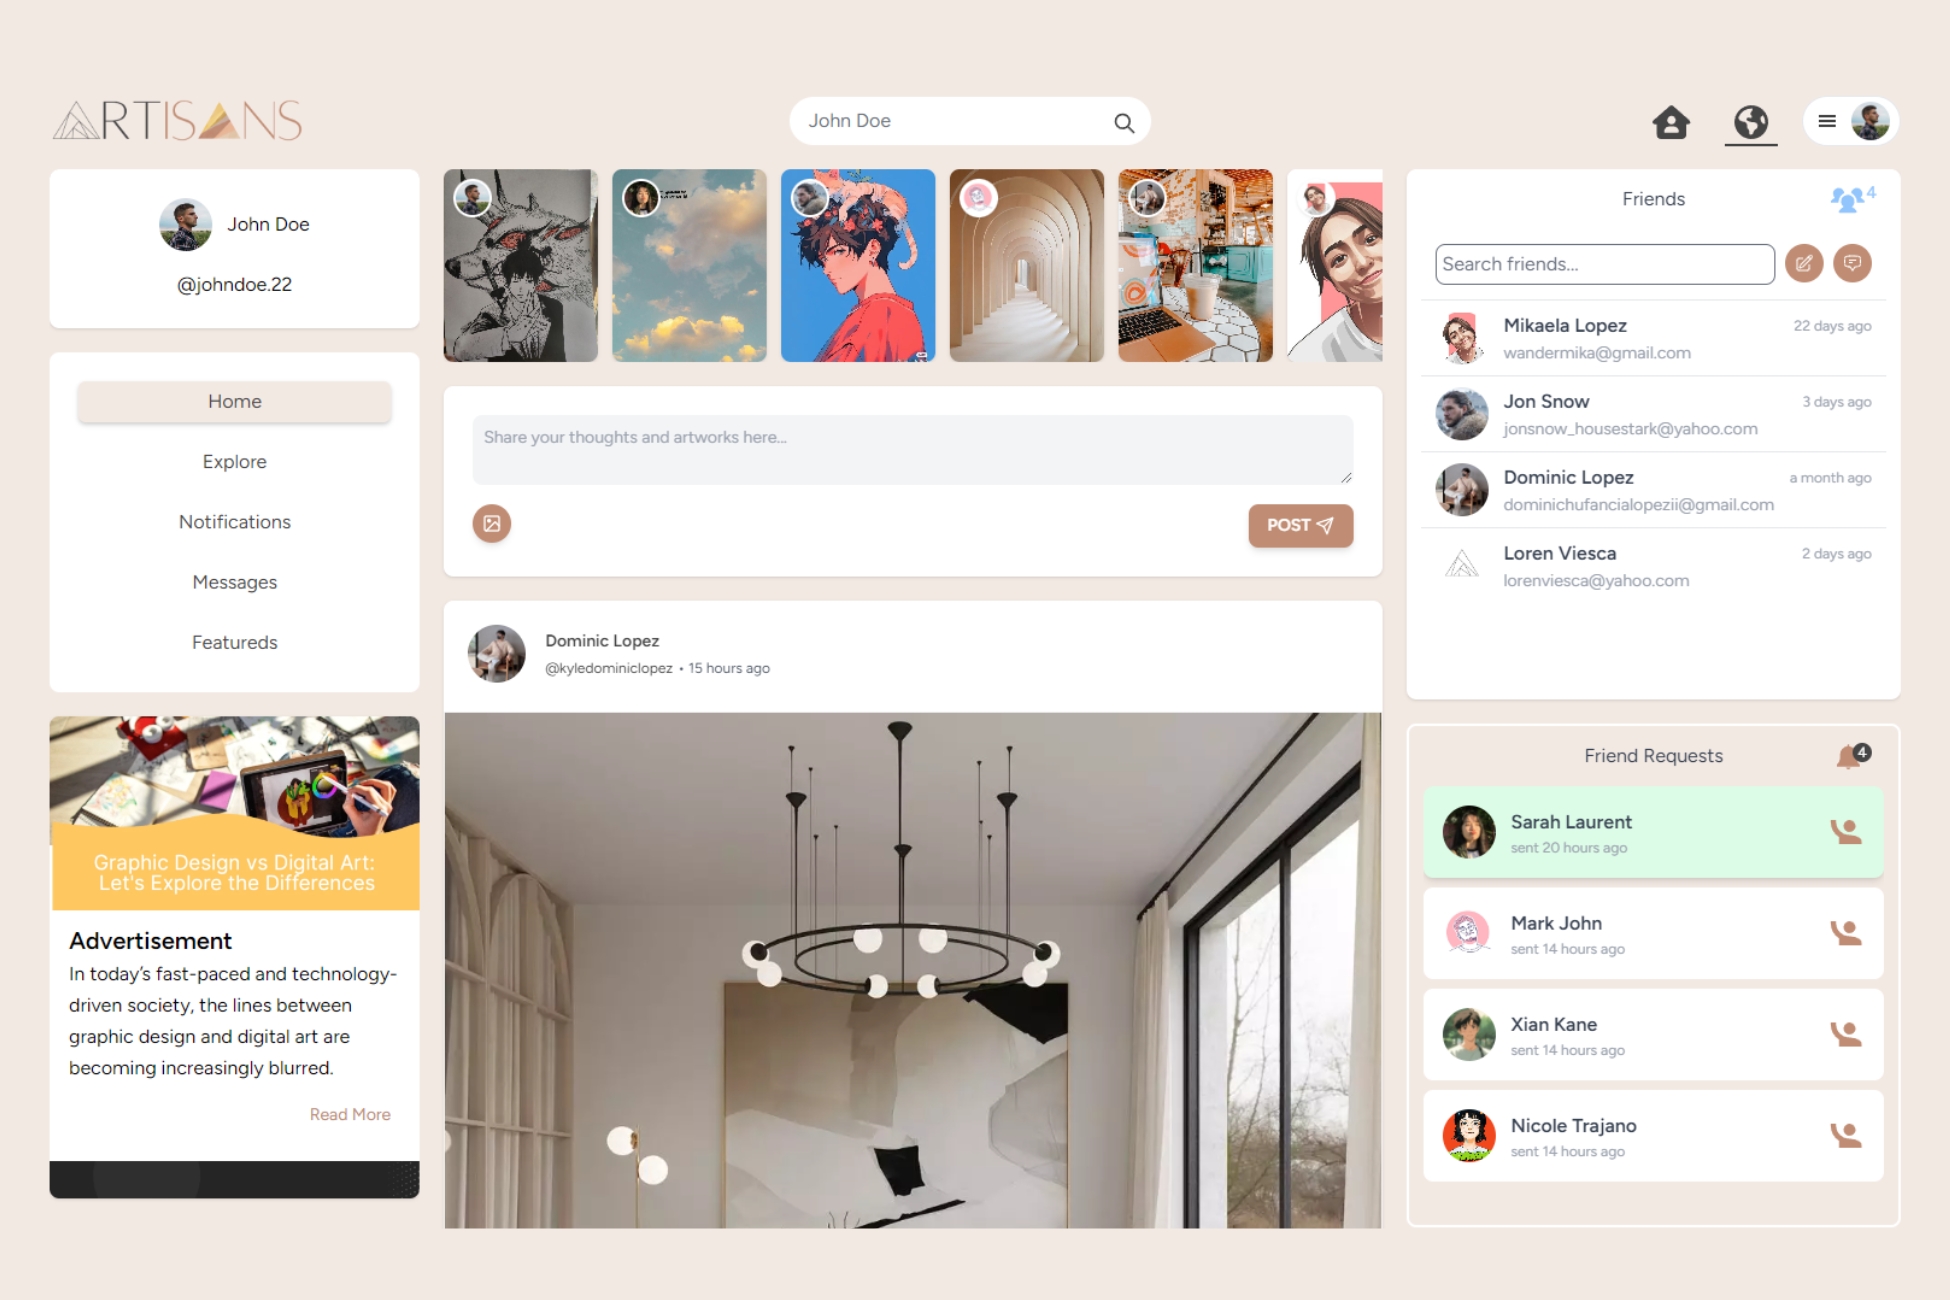 ARTISANS
John Doe
John Doe
@johndoe.22
Home
Explore
Notifications
Messages
Featureds
Graphic Design vs Digital Art:
Let's Explore the Differences
Advertisement
In today's fast-paced and technology-
driven society, the lines between
graphic design and digital art are
becoming increasingly blurred.
Read More
Share your thoughts and artworks here...
POST
Dominic Lopez
@kyledominiclopez • 15 hours ago
Friends
4
Search friends...
Mikaela Lopez
22 days ago
wandermika@gmail.com
Jon Snow
3 days ago
jonsnow_housestark@yahoo.com
Dominic Lopez
a month ago
dominichufancialopezii@gmail.com
Loren Viesca
2 days ago
lorenviesca@yahoo.com
Friend Requests
4
Sarah Laurent
sent 20 hours ago
Mark John
sent 14 hours ago
Xian Kane
sent 14 hours ago
Nicole Trajano
sent 14 hours ago